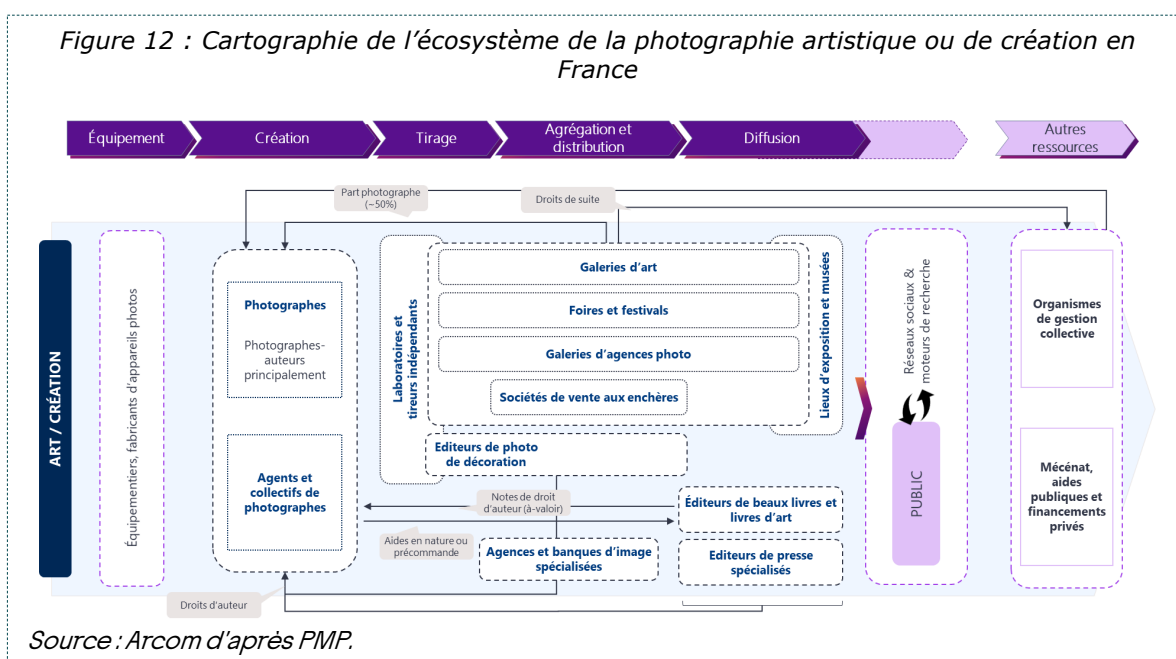 Figure 12 : Cartographie de l’écosystème de la photographie artistique ou de création en
France
Équipement
Création
Tirage
Agrégation et
distribution
Diffusion
Autres
ressources
Part photographe
(~50%)
Droits de suite
ART / CRÉATION
Équipementiers, fabricants d’appareils photos
Photographes
Photographes-
auteurs
principalement
Agents et
collectifs de
photographes
Laboratoires et
tireurs indépendants
Galeries d’art
Foires et festivals
Galeries d’agences photo
Sociétés de vente aux enchères
Lieux d’exposition et musées
Editeurs de photo
de décoration
Notes de droit
d’auteur (à-valoir)
Aides en nature ou
précommande
Éditeurs de beaux livres et
livres d’art
Agences et banques d’image
spécialisées
Editeurs de presse
spécialisés
Droits d’auteur
Réseaux sociaux &
moteurs de recherche
PUBLIC
Organismes
de gestion
collective
Mécénat,
aides
publiques et
financements
privés
Source : Arcom d'après PMP.